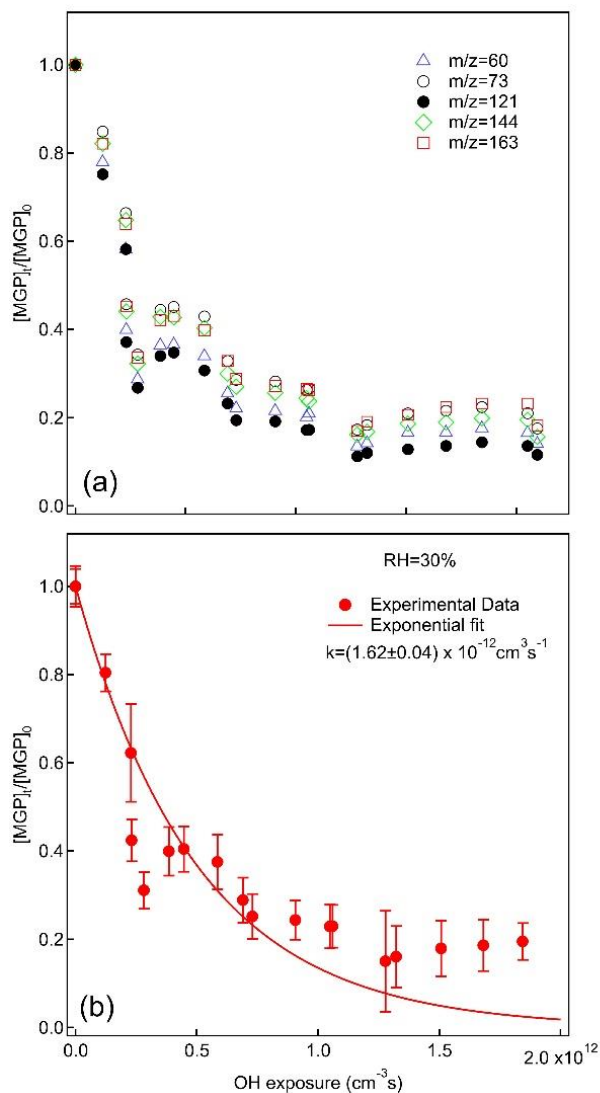 1.0
0.8
0.6
0.4
0.2
0.0
[MGP]t/[MGP]0
m/z=60
m/z=73
m/z=121
m/z=144
m/z=163
(a)
1.0
0.8
0.6
0.4
0.2
0.0
[MGP]t/[MGP]0
RH=30%
Experimental Data
Exponential fit
k=(1.62±0.04) x 10⁻¹²cm³s⁻¹
(b)
0.0 0.5 1.0 1.5 2.0 x10¹²
OH exposure (cm⁻³s)